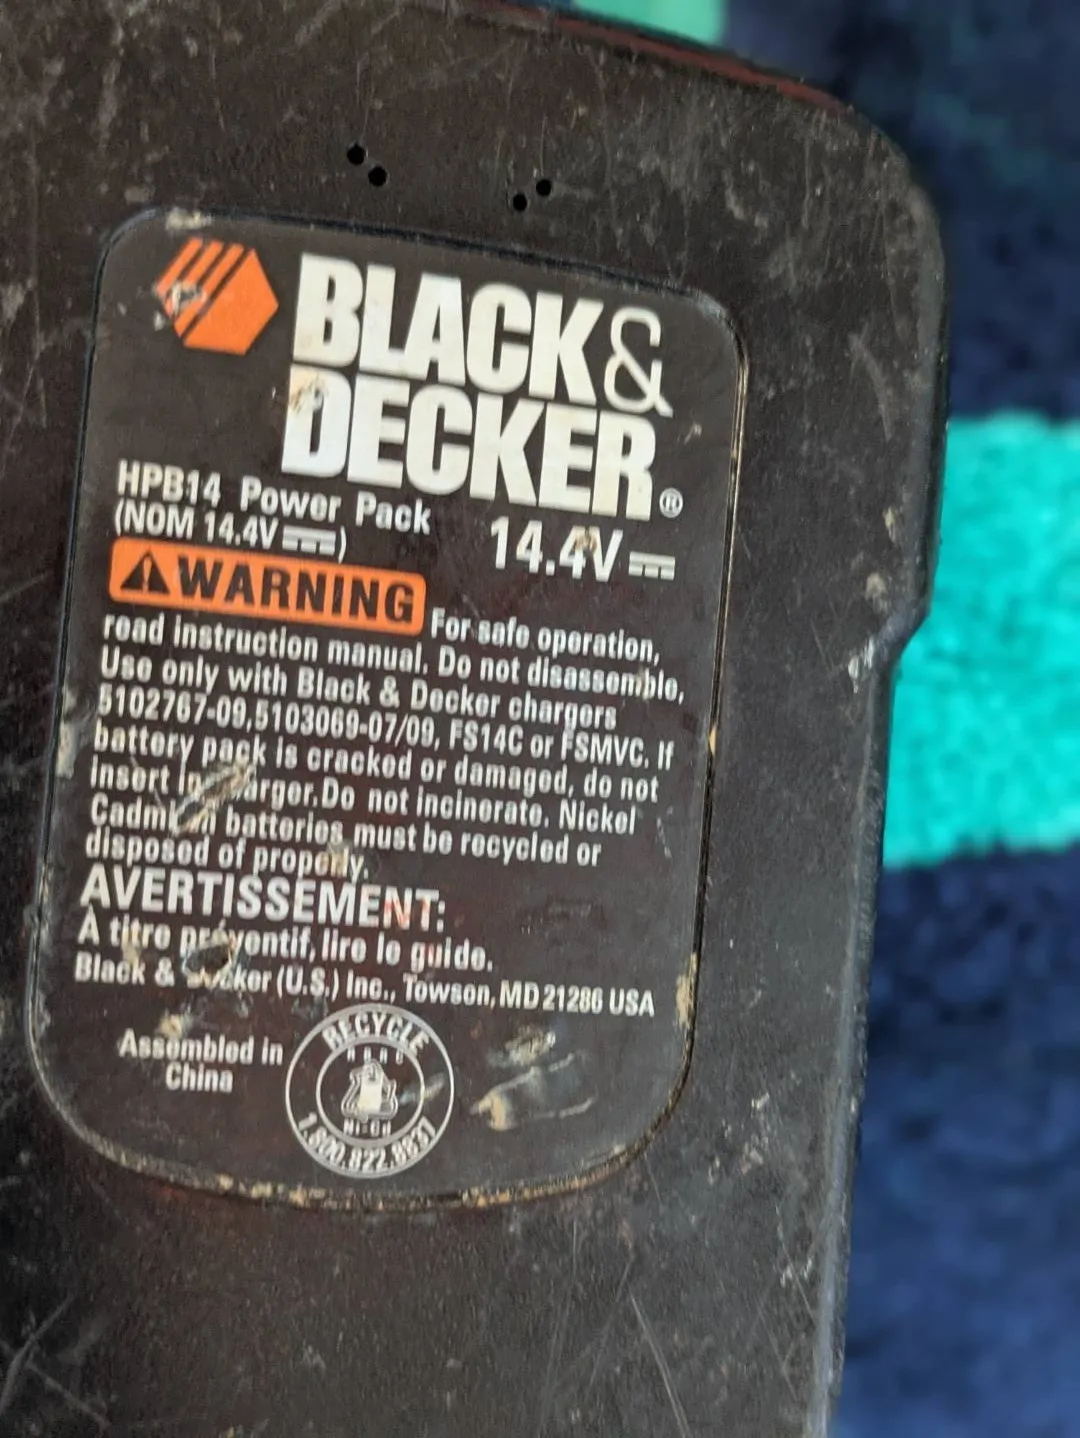 BLACK&
DECKER®
HPB14 Power Pack
(NOM 14.4V⎓)
14.4V⎓
⚠WARNING For safe operation,
read instruction manual. Do not disassemble,
Use only with Black & Decker chargers
5102767-09,5103069-07/09, FS14C or FSMVC. If
battery pack is cracked or damaged, do not
insert charger.Do not incinerate. Nickel
Cadmium batteries must be recycled or
disposed of properly.
AVERTISSEMENT:
À titre préventif, lire le guide.
Black & Decker (U.S.) Inc., Towson, MD 21286 USA
Assembled in
China
RECYCLE
RBRC
1.800.822.8837